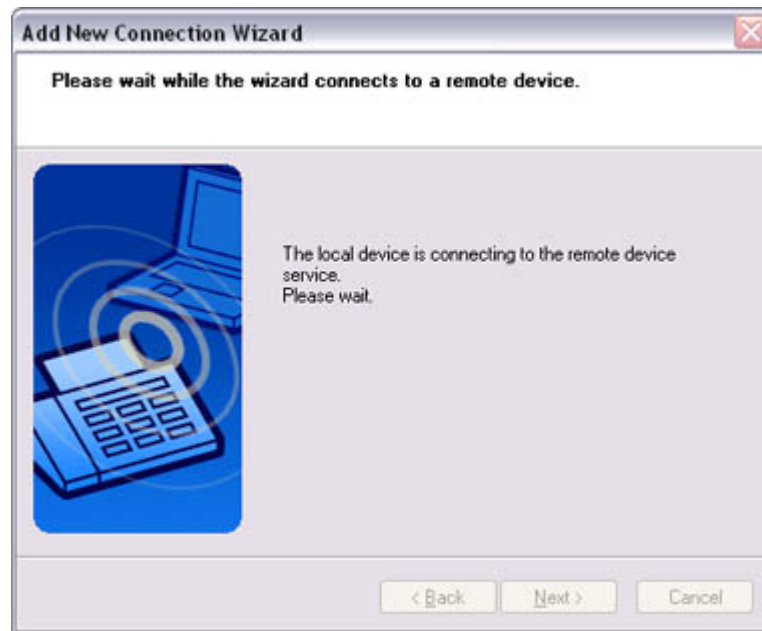 Add New Connection Wizard
Please wait while the wizard connects to a remote device.
The local device is connecting to the remote device
service.
Please wait.
< Back Next > Cancel